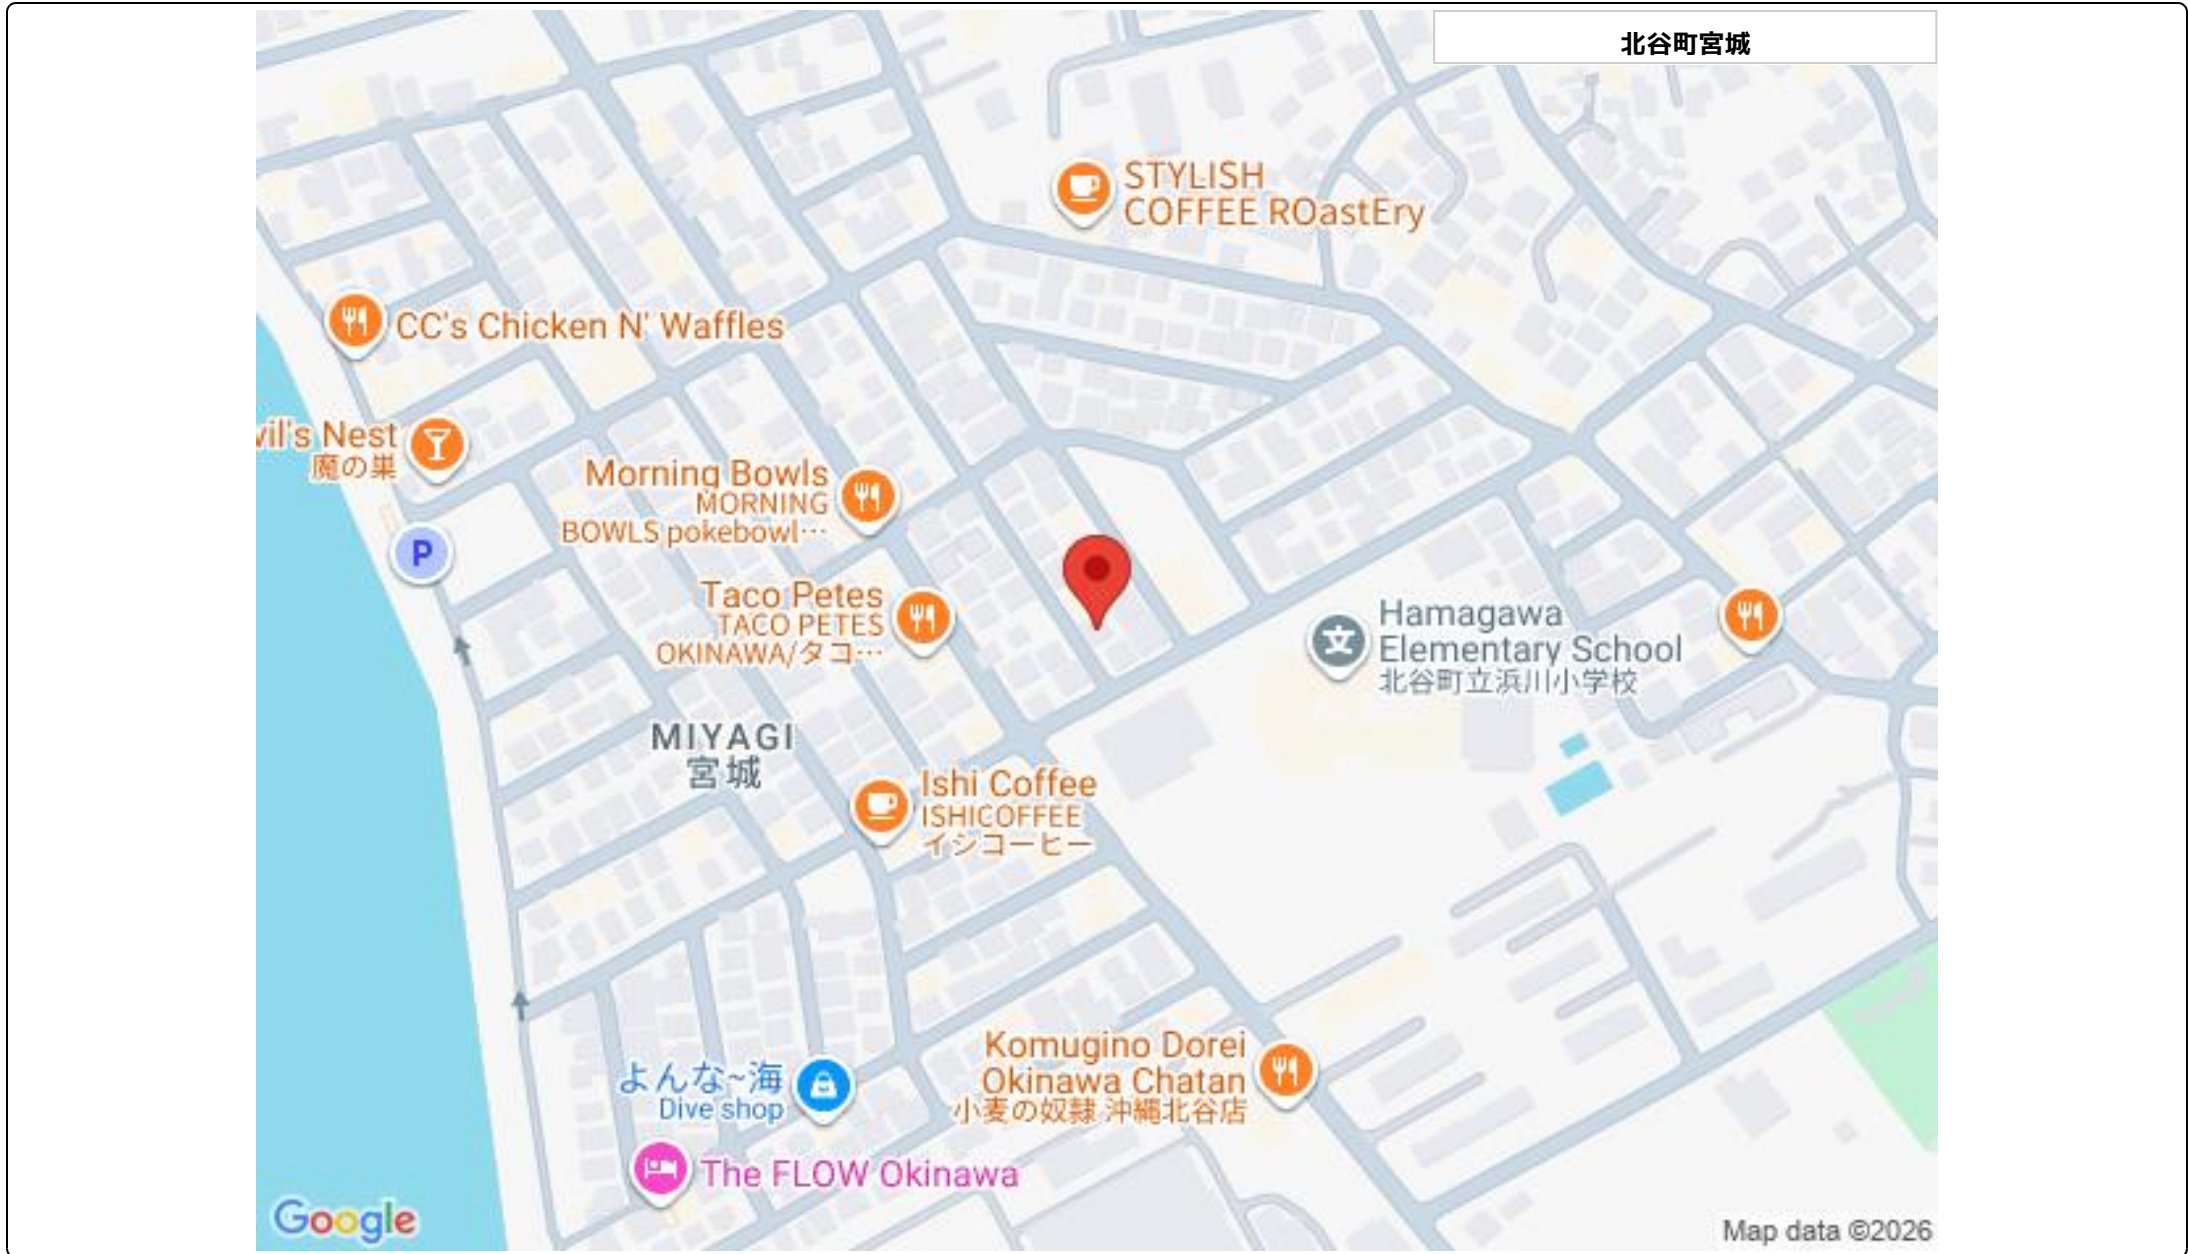 北谷町宮城
STYLISH
COFFEE ROastEry
CC's Chicken N' Waffles
vil's Nest
魔の巣
Morning Bowls
MORNING
BOWLS pokebowl…
P
Taco Petes
TACO PETES
OKINAWA/タコ…
Hamagawa
Elementary School
北谷町立浜川小学校
文
MIYAGI
宮城
Ishi Coffee
ISHICOFFEE
イシコーヒー
Komugino Dorei
Okinawa Chatan
小麦の奴隷 沖縄北谷店
よんな~海
Dive shop
The FLOW Okinawa
Google
Map data ©2026